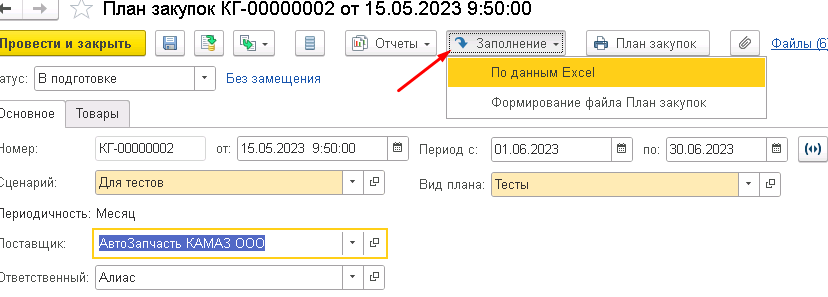 План закупок КГ-00000002 от 15.05.2023 9:50:00
Провести и закрыть Отчеты Заполнение План закупок Файлы (6)
атус: В подготовке Без замещения
По данным Excel
Формирование файла План закупок
Основное Товары
Номер: КГ-00000002 от: 15.05.2023 9:50:00 Период с: 01.06.2023 по: 30.06.2023
Сценарий: Для тестов Вид плана: Тесты
Периодичность: Месяц
Поставщик: АвтоЗапчасть КАМАЗ ООО
Ответственный: Алиас